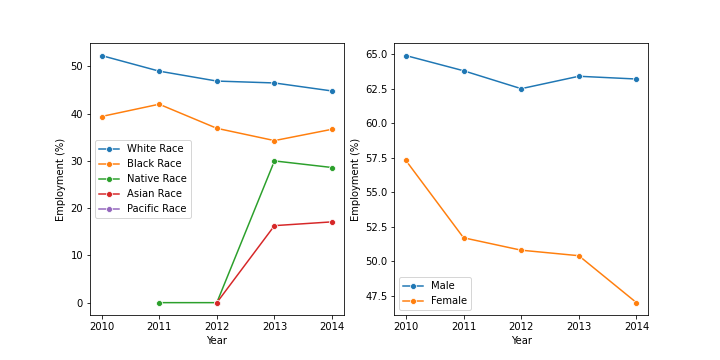 50
40
30
20
10
0
Employment (%)
White Race
Black Race
Native Race
Asian Race
Pacific Race
2010 2011 2012 2013 2014
Year
65.0
62.5
60.0
57.5
55.0
52.5
50.0
47.5
Employment (%)
Male
Female
2010 2011 2012 2013 2014
Year